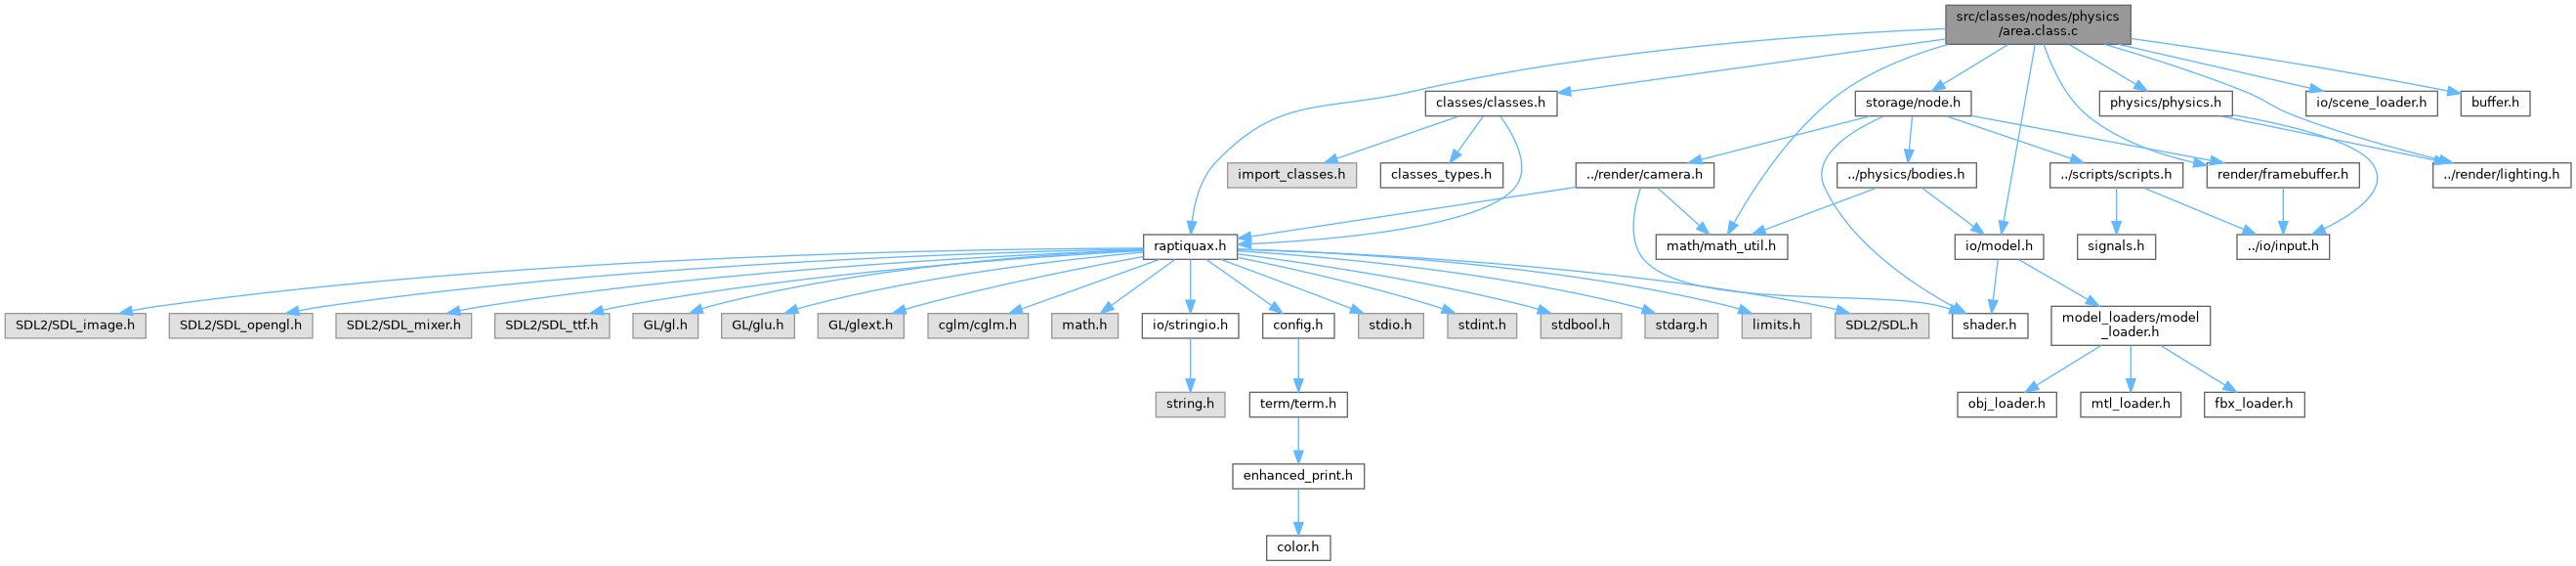 src/classes/nodes/physics
/area.class.c
classes/classes.h
storage/node.h
physics/physics.h
io/scene_loader.h
buffer.h
import_classes.h
classes_types.h
../render/camera.h
../physics/bodies.h
../scripts/scripts.h
render/framebuffer.h
../render/lighting.h
raptiquax.h
math/math_util.h
io/model.h
signals.h
../io/input.h
SDL2/SDL_image.h
SDL2/SDL_opengl.h
SDL2/SDL_mixer.h
SDL2/SDL_ttf.h
GL/gl.h
GL/glu.h
GL/glext.h
cglm/cglm.h
math.h
io/stringio.h
config.h
stdio.h
stdint.h
stdbool.h
stdarg.h
limits.h
SDL2/SDL.h
shader.h
model_loaders/model
_loader.h
string.h
term/term.h
obj_loader.h
mtl_loader.h
fbx_loader.h
enhanced_print.h
color.h